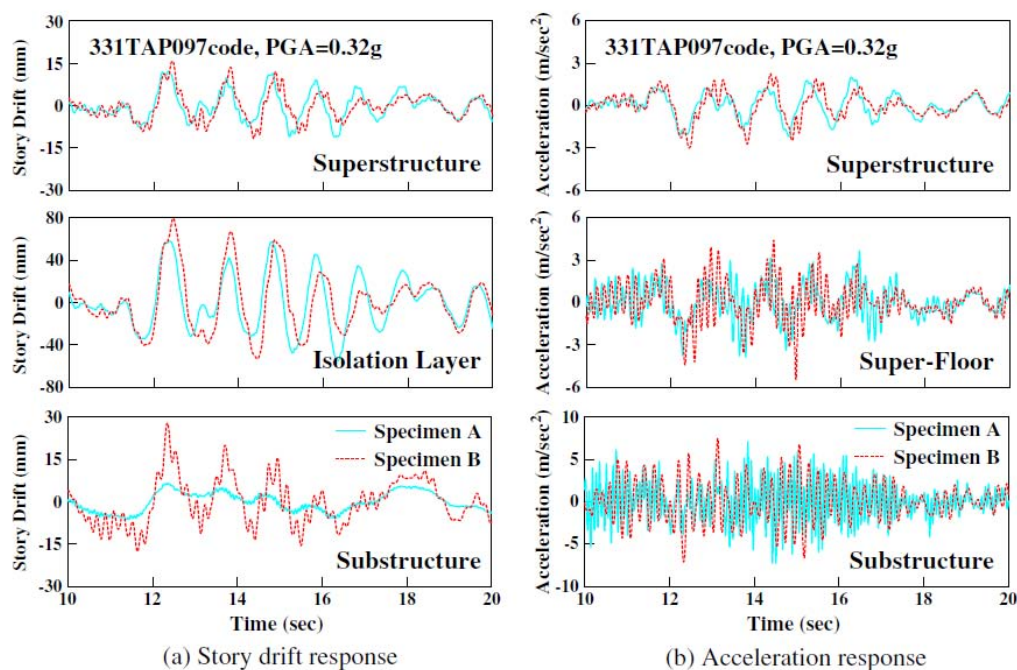 331TAP097code, PGA=0.32g
Story Drift (mm)
30
15
0
-15
-30
Superstructure
Story Drift (mm)
80
40
0
-40
-80
Isolation Layer
Story Drift (mm)
30
15
0
-15
-30
Specimen A
Specimen B
Substructure
10 12 14 16 18 20
Time (sec)
(a) Story drift response
331TAP097code, PGA=0.32g
Acceleration (m/sec²)
6
3
0
-3
-6
Superstructure
Acceleration (m/sec²)
6
3
0
-3
-6
Super-Floor
Acceleration (m/sec²)
10
5
0
-5
-10
Specimen A
Specimen B
Substructure
10 12 14 16 18 20
Time (sec)
(b) Acceleration response